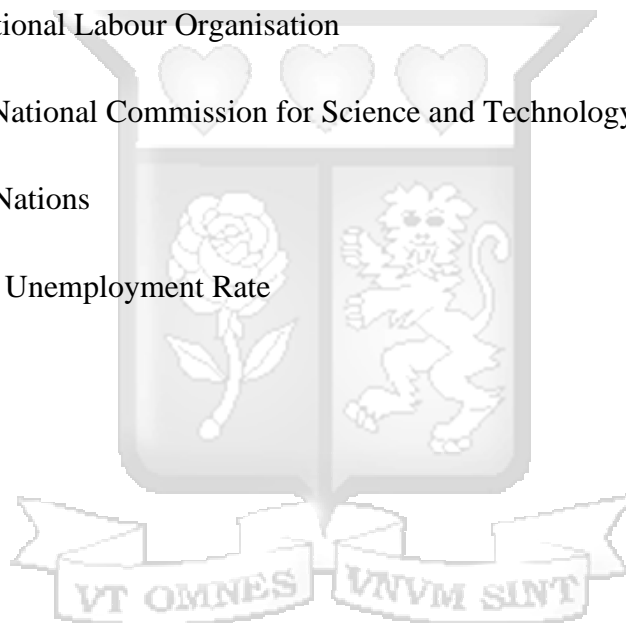 tional Labour Organisation
National Commission for Science and Technology
Nations
Unemployment Rate
VT OMNES VNVM SINT